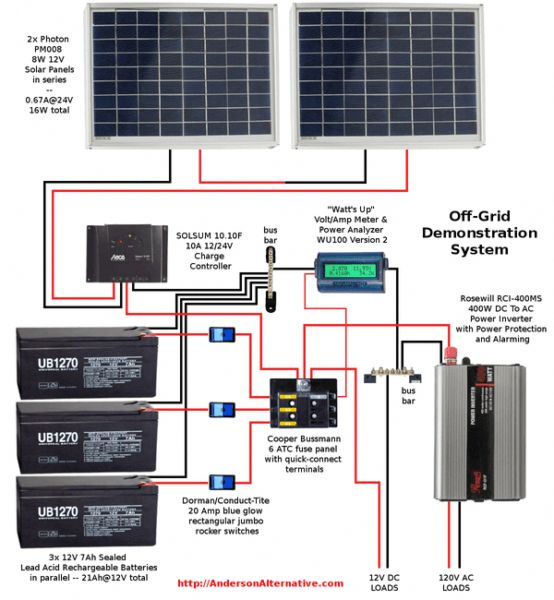 2x Photon
PM008
8W 12V
Solar Panels
in series
--
0.67A@24V
16W total
SOLSUM 10.10F
10A 12/24V
Charge
Controller
bus
bar
"Watt's Up"
Volt/Amp Meter &
Power Analyzer
WU100 Version 2
Off-Grid
Demonstration
System
Rosewill RCI-400MS
400W DC To AC
Power Inverter
with Power Protection
and Alarming
bus
bar
UB1270
UB1270
UB1270
Cooper Bussmann
6 ATC fuse panel
with quick-connect
terminals
Dorman/Conduct-Tite
20 Amp blue glow
rectangular jumbo
rocker switches
POWER INVERTER
3x 12V 7Ah Sealed
Lead Acid Rechargeable Batteries
in parallel -- 21Ah@12V total
http://AndersonAlternative.com/
12V DC
LOADS
120V AC
LOADS